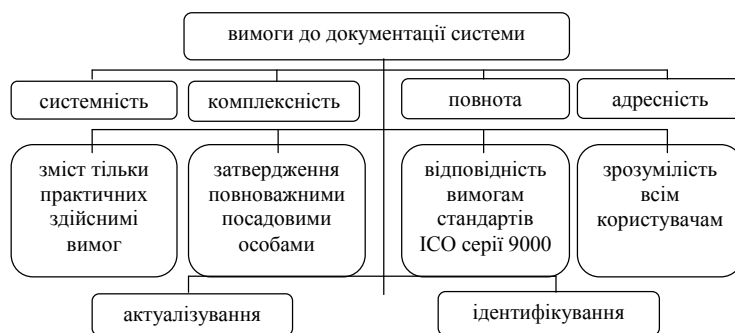 вимоги до документації системи
системність
комплексність
повнота
адресність
зміст тільки
практичних
здійснимі
вимог
затвердження
повноважними
посадовими
особами
відповідність
вимогам
стандартів
ІСО серії 9000
зрозумілість
всім
користувачам
актуалізування
ідентифікування